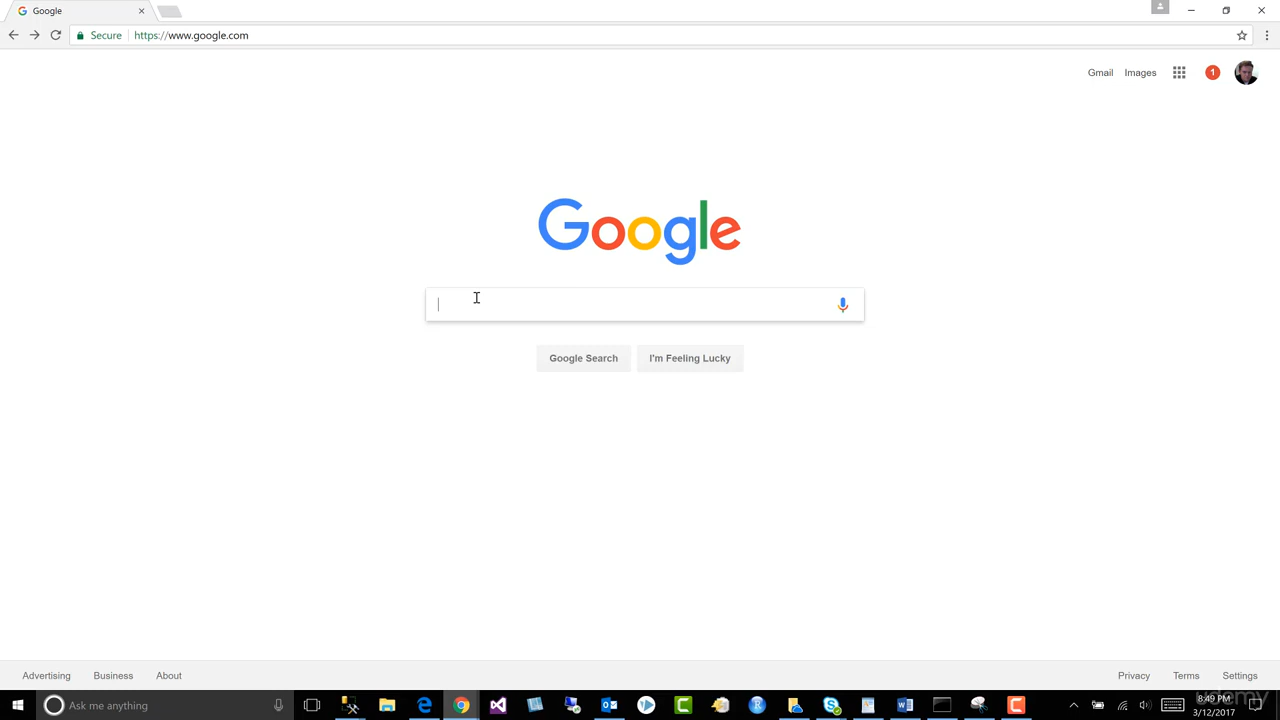 Google
Secure
https://www.google.com
Gmail
Images
1
Google
Google Search
I'm Feeling Lucky
Advertising
Business
About
Privacy
Terms
Settings
Ask me anything
8:49 PM
3/12/2017
udemy